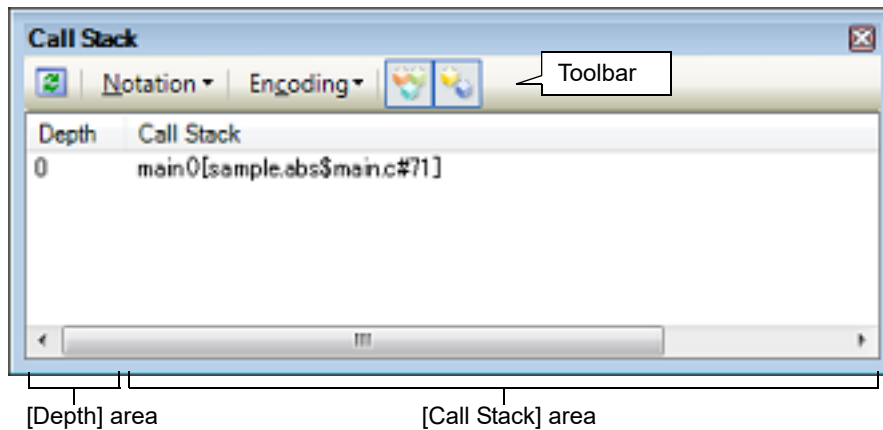 Call Stack
Notation Encoding Toolbar
Depth Call Stack
0 main()[sample.abs$main.c#71]
[Depth] area [Call Stack] area